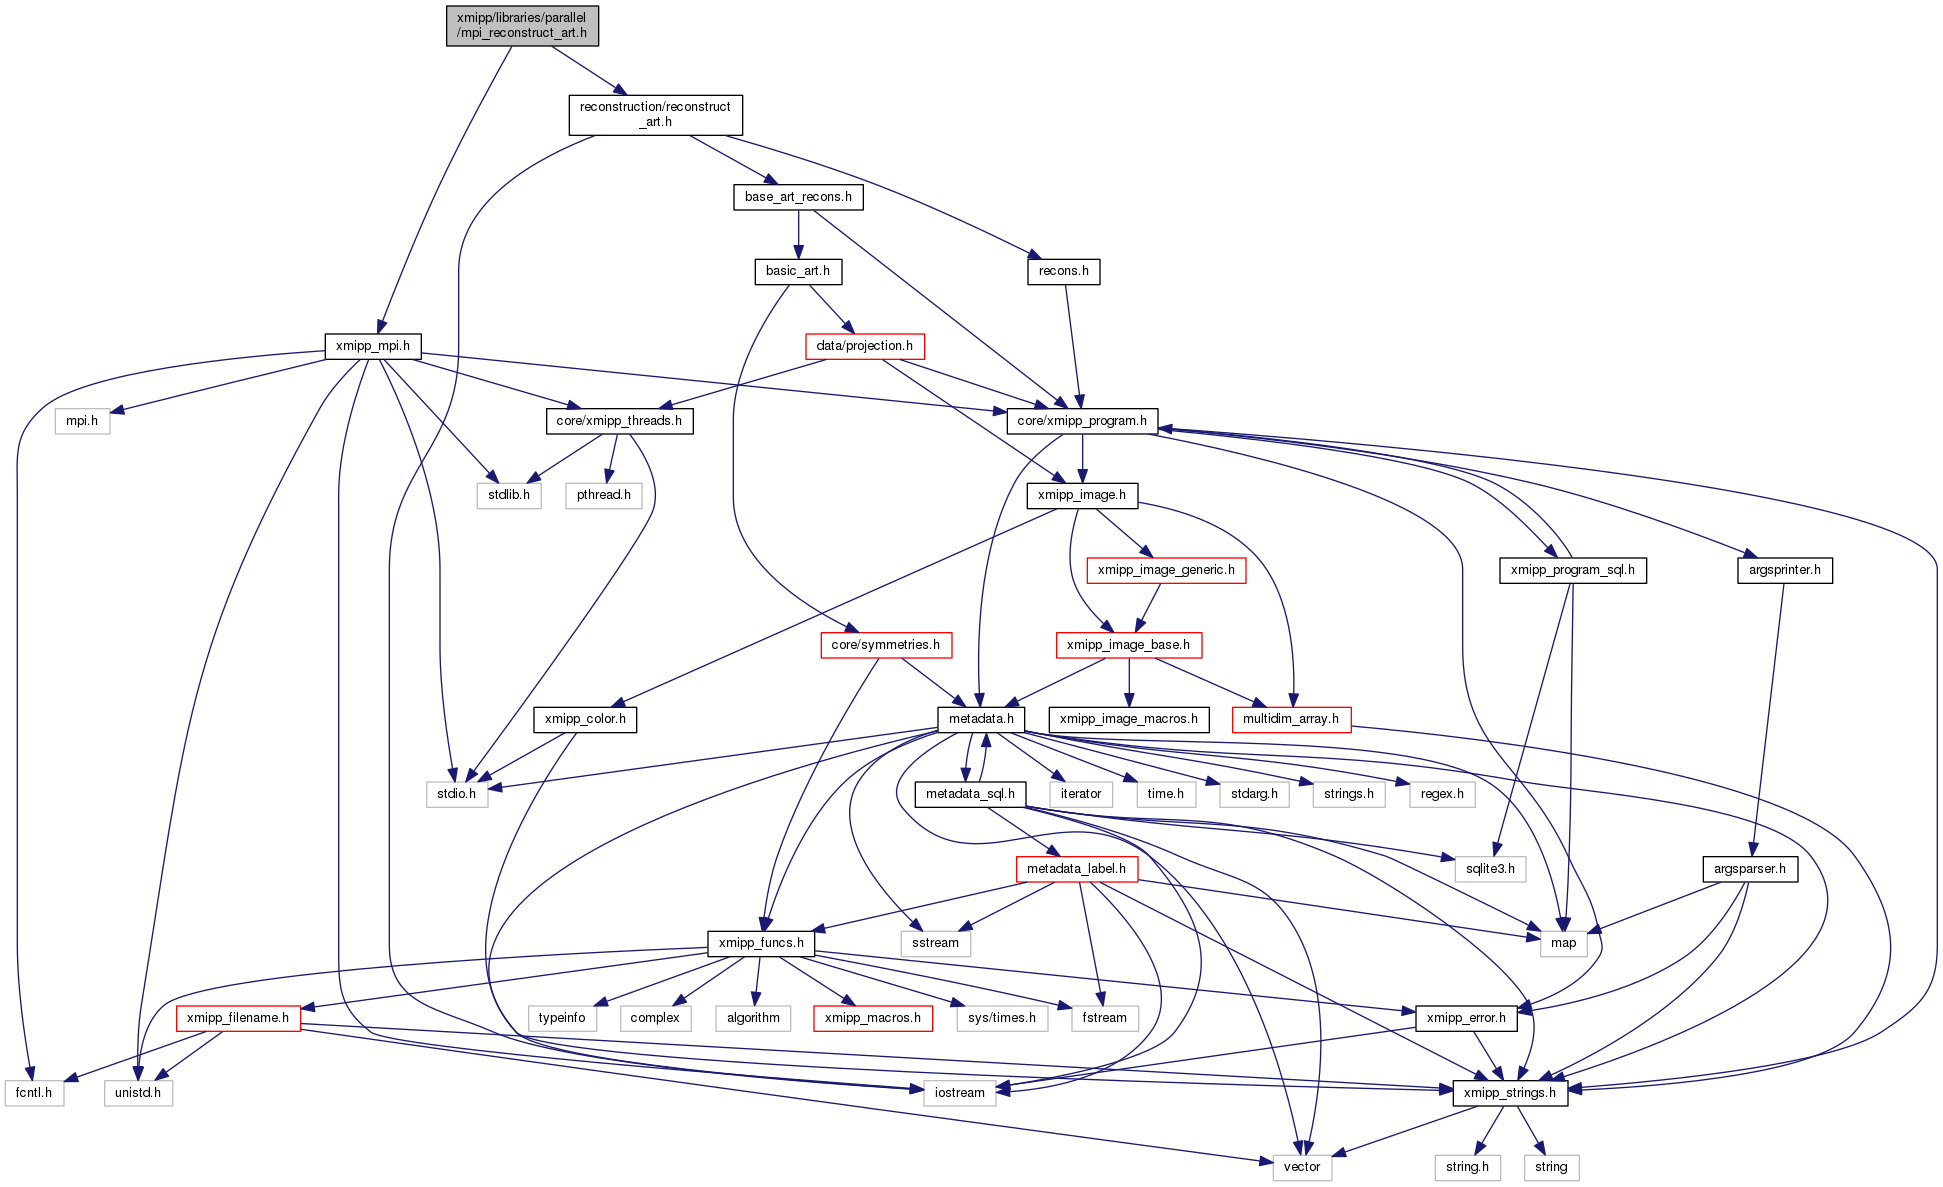 xmipp/libraries/parallel
/mpi_reconstruct_art.h
reconstruction/reconstruct
_art.h
base_art_recons.h
basic_art.h
recons.h
xmipp_mpi.h
data/projection.h
mpi.h
core/xmipp_threads.h
core/xmipp_program.h
stdlib.h
pthread.h
xmipp_image.h
xmipp_image_generic.h
xmipp_program_sql.h
argsprinter.h
core/symmetries.h
xmipp_image_base.h
xmipp_color.h
metadata.h
xmipp_image_macros.h
multidim_array.h
stdio.h
metadata_sql.h
iterator
time.h
stdarg.h
strings.h
regex.h
metadata_label.h
sqlite3.h
argsparser.h
xmipp_funcs.h
sstream
map
xmipp_filename.h
typeinfo
complex
algorithm
xmipp_macros.h
sys/times.h
fstream
xmipp_error.h
fcntl.h
unistd.h
iostream
xmipp_strings.h
vector
string.h
string